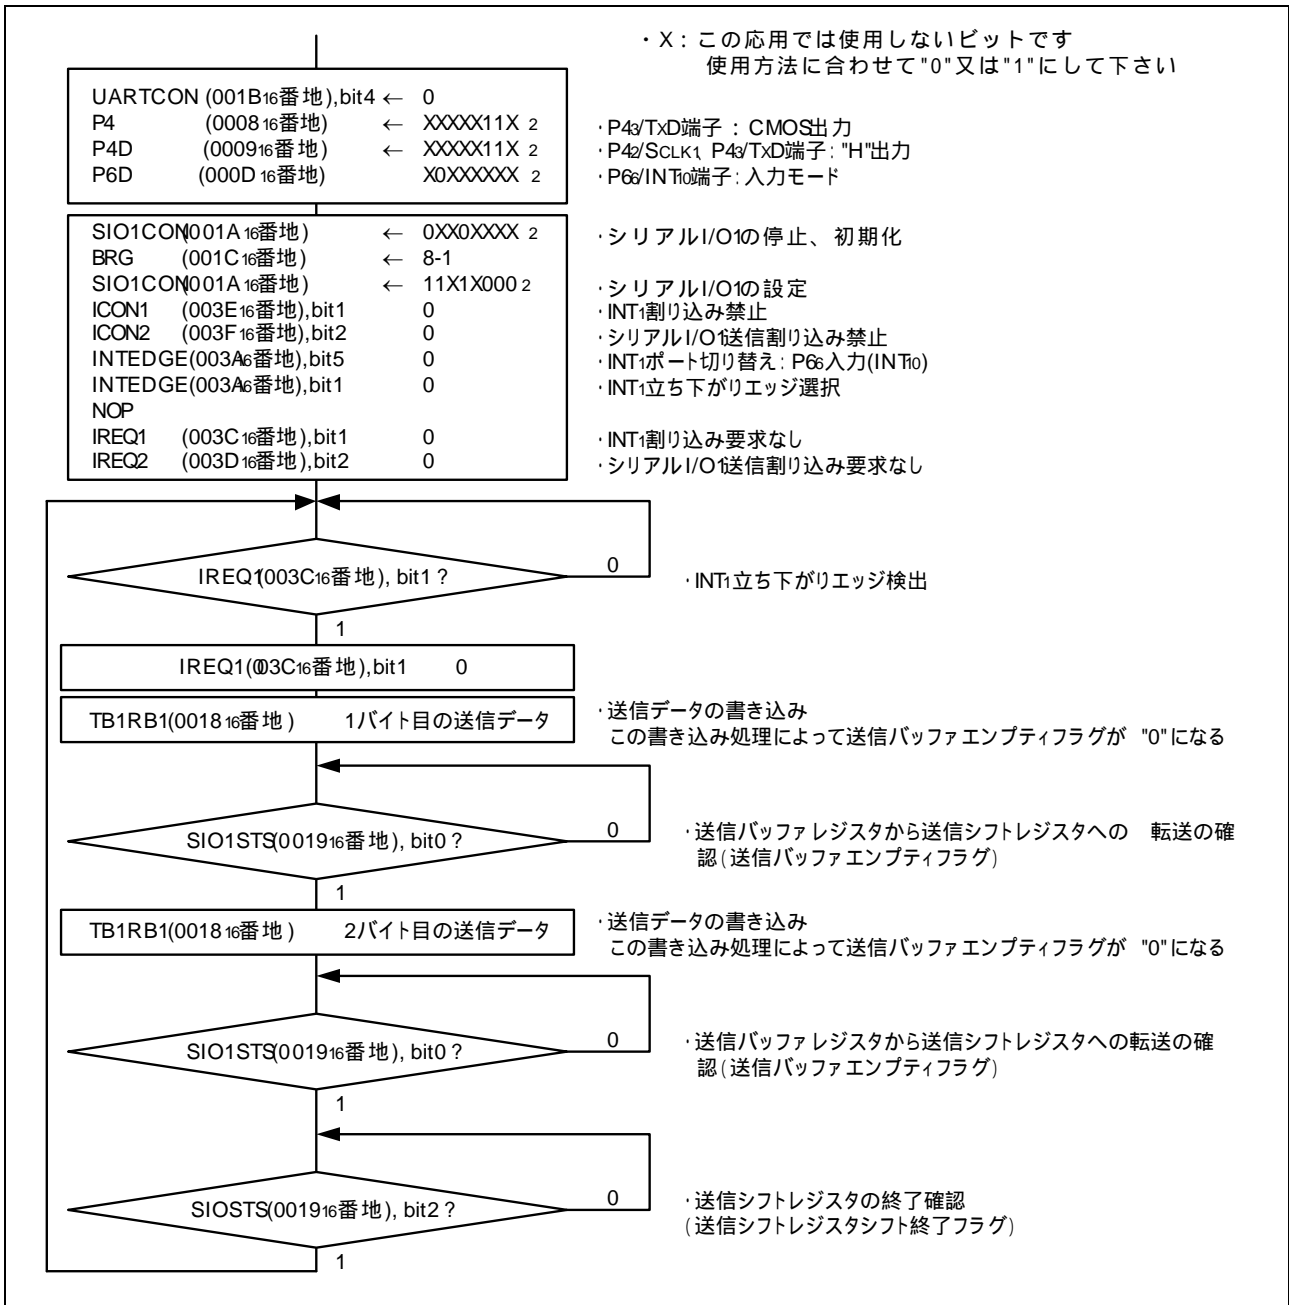 ・X：この応用では使用しないビットです
使用方法に合わせて"0"又は"1"にして下さい
UARTCON (001B16番地),bit4 ← 0
P4 (000816番地) ← XXXXX11X 2
・P43/TxD端子：CMOS出力
P4D (000916番地) ← XXXXX11X 2
・P42/SCLK1, P43/TxD端子："H"出力
P6D (000D16番地) X0XXXXXX 2
・P66/INT10端子：入力モード
SIO1CON(001A16番地) ← 0XX0XXXX 2
・シリアルI/O1の停止、初期化
BRG (001C16番地) ← 8-1
SIO1CON(001A16番地) ← 11X1X000 2
・シリアルI/O1の設定
ICON1 (003E16番地),bit1 0
・INT1割り込み禁止
ICON2 (003F16番地),bit2 0
・シリアルI/O1送信割り込み禁止
INTEDGE(003A16番地),bit5 0
・INT1ポート切り替え：P66入力(INT10)
INTEDGE(003A16番地),bit1 0
・INT1立ち下がりエッジ選択
NOP
IREQ1 (003C16番地),bit1 0
・INT1割り込み要求なし
IREQ2 (003D16番地),bit2 0
・シリアルI/O1送信割り込み要求なし
IREQ1(003C16番地), bit1 ?
0
・INT1立ち下がりエッジ検出
1
IREQ1(003C16番地),bit1 0
TB1RB1(001816番地) 1バイト目の送信データ
・送信データの書き込み
この書き込み処理によって送信バッファエンプティフラグが "0"になる
SIO1STS(001916番地), bit0 ?
0
・送信バッファレジスタから送信シフトレジスタへの 転送の確
認(送信バッファエンプティフラグ)
1
TB1RB1(001816番地) 2バイト目の送信データ
・送信データの書き込み
この書き込み処理によって送信バッファエンプティフラグが "0"になる
SIO1STS(001916番地), bit0 ?
0
・送信バッファレジスタから送信シフトレジスタへの転送の確
認(送信バッファエンプティフラグ)
1
SIOSTS(001916番地), bit2 ?
0
・送信シフトレジスタの終了確認
(送信シフトレジスタシフト終了フラグ)
1